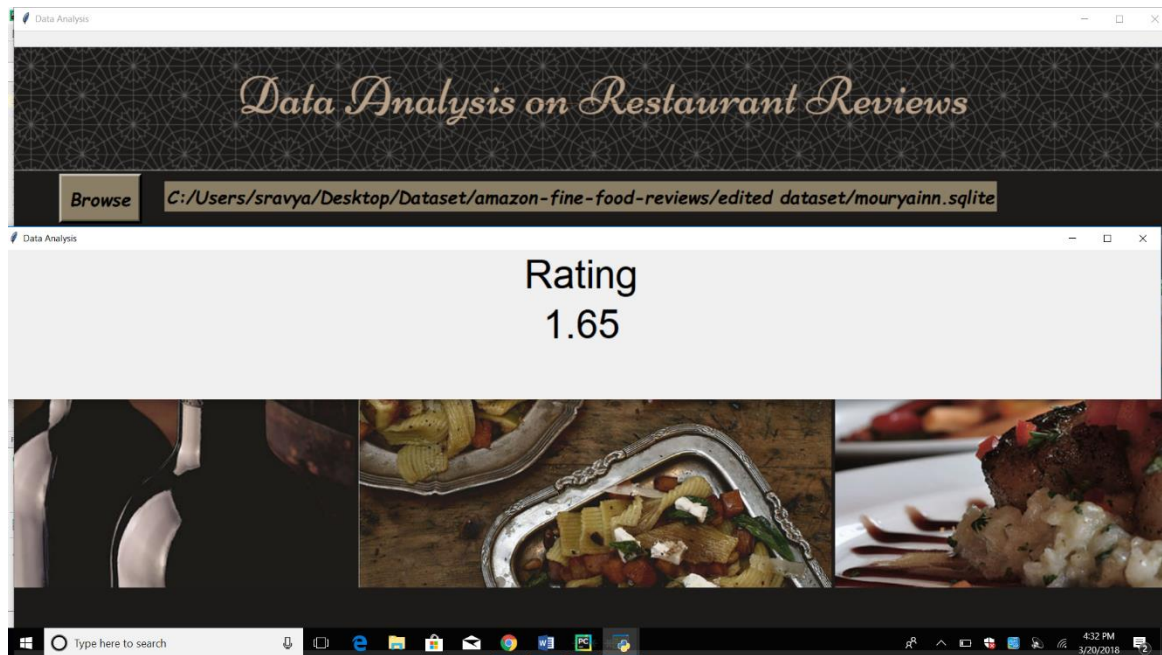 Data Analysis
Data Analysis on Restaurant Reviews
Browse
C:/Users/sravya/Desktop/Dataset/amazon-fine-food-reviews/edited dataset/mouryainn.sqlite
Data Analysis
Rating
1.65
Type here to search
4:32 PM
3/20/2018